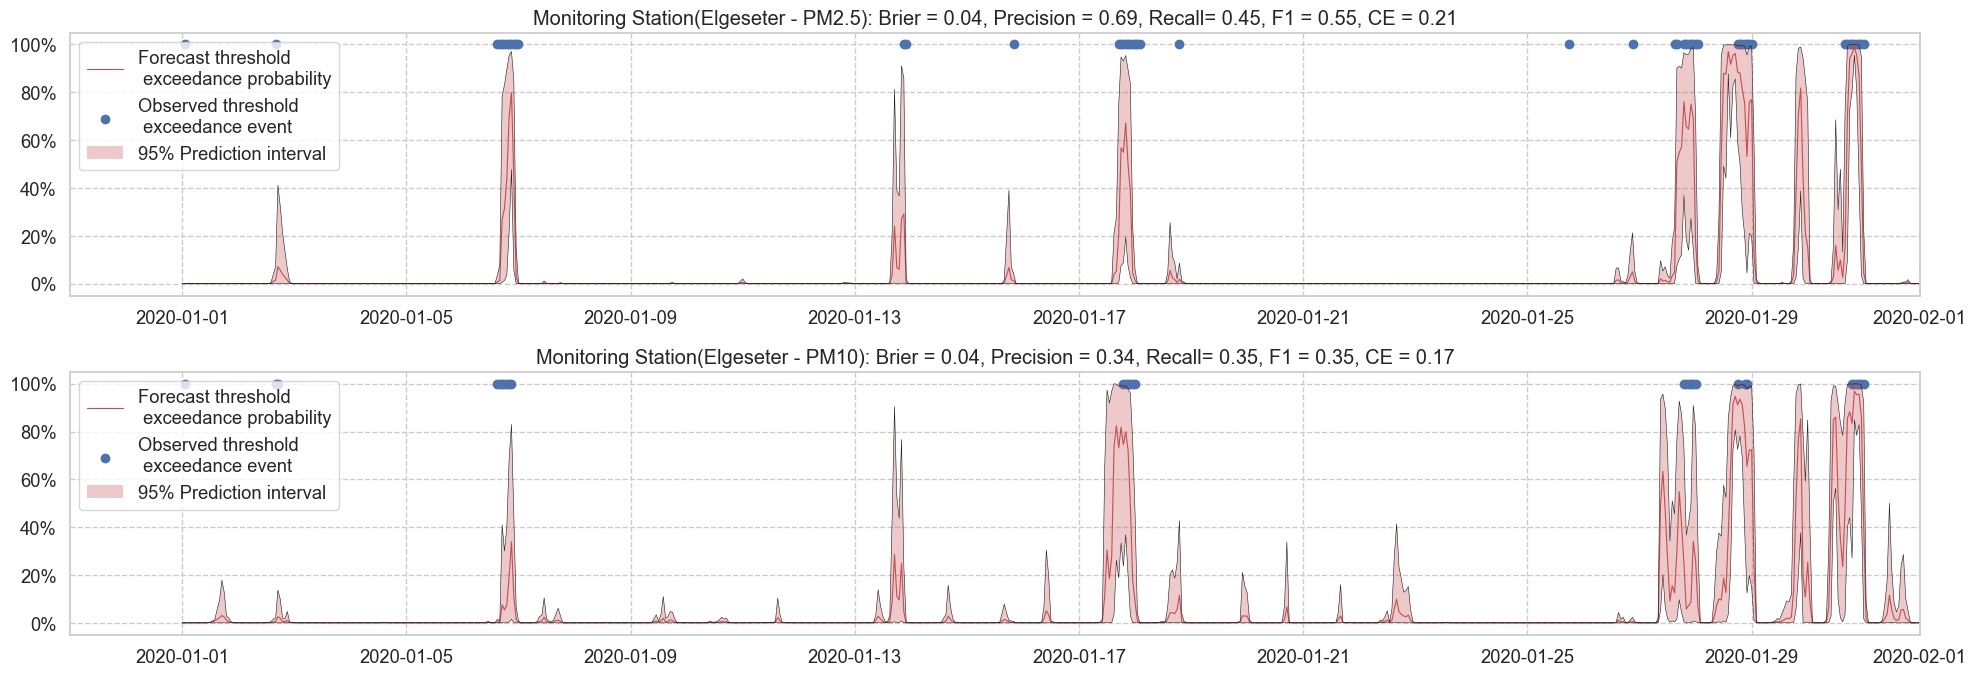 Monitoring Station(Elgeseter - PM2.5): Brier = 0.04, Precision = 0.69, Recall= 0.45, F1 = 0.55, CE = 0.21
100%
80%
60%
40%
20%
0%
Forecast threshold
exceedance probability
Observed threshold
exceedance event
95% Prediction interval
2020-01-01 2020-01-05 2020-01-09 2020-01-13 2020-01-17 2020-01-21 2020-01-25 2020-01-29 2020-02-01
Monitoring Station(Elgeseter - PM10): Brier = 0.04, Precision = 0.34, Recall= 0.35, F1 = 0.35, CE = 0.17
100%
80%
60%
40%
20%
0%
Forecast threshold
exceedance probability
Observed threshold
exceedance event
95% Prediction interval
2020-01-01 2020-01-05 2020-01-09 2020-01-13 2020-01-17 2020-01-21 2020-01-25 2020-01-29 2020-02-01